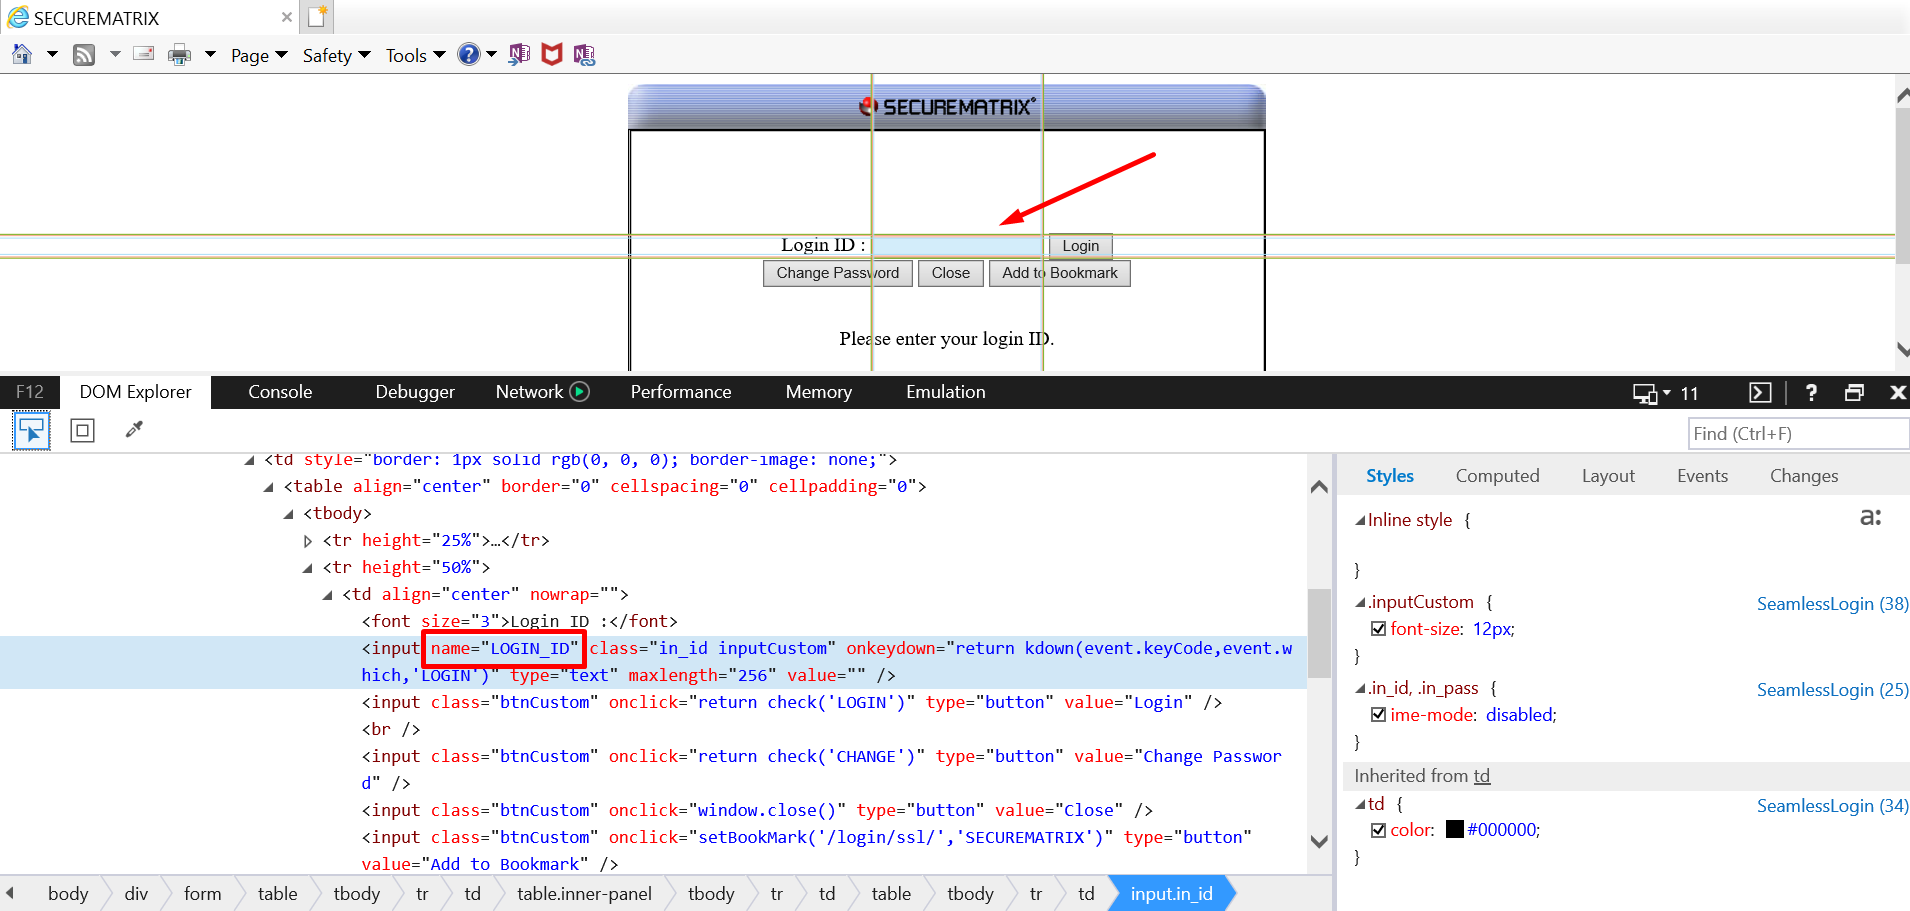 SECUREMATRIX
Page Safety Tools
SECUREMATRIX
Login ID : Login
Change Password Close Add to Bookmark
Please enter your login ID.
F12 DOM Explorer Console Debugger Network Performance Memory Emulation 11 ?
Find (Ctrl+F)
<td style="border: 1px solid rgb(0, 0, 0); border-image: none;">
<table align="center" border="0" cellspacing="0" cellpadding="0">
<tbody>
<tr height="25%">…</tr>
<tr height="50%">
<td align="center" nowrap="">
<font size="3">Login ID :</font>
<input name="LOGIN_ID" class="in_id inputCustom" onkeydown="return kdown(event.keyCode,event.w
hich,'LOGIN')" type="text" maxlength="256" value="" />
<input class="btnCustom" onclick="return check('LOGIN')" type="button" value="Login" />
<br />
<input class="btnCustom" onclick="return check('CHANGE')" type="button" value="Change Passwor
d" />
<input class="btnCustom" onclick="window.close()" type="button" value="Close" />
<input class="btnCustom" onclick="setBookMark('/login/ssl/','SECUREMATRIX')" type="button"
value="Add to Bookmark" />
Styles Computed Layout Events Changes
Inline style {
a:
}
.inputCustom { SeamlessLogin (38)
font-size: 12px;
}
.in_id, .in_pass { SeamlessLogin (25)
ime-mode: disabled;
}
Inherited from td
td { SeamlessLogin (34)
color: #000000;
}
body div form table tbody tr td table.inner-panel tbody tr td table tbody tr td input.in_id